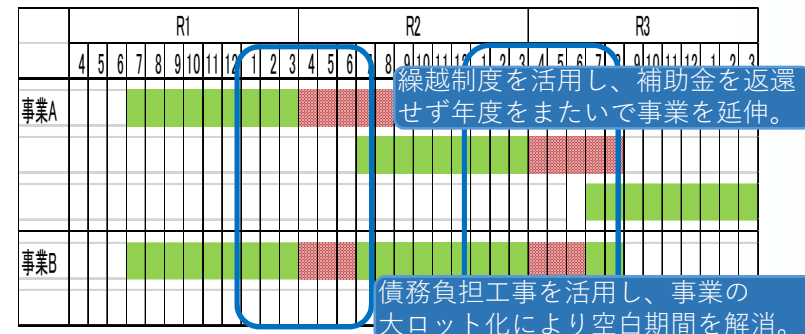 R1 R2 R3
4 5 6 7 8 9 10 11 12 1 2 3 4 5 6 7 8 9 10 11 12 1 2 3 4 5 6 7 8 9 10 11 12 1 2 3
繰越制度を活用し、補助金を返還
事業A
せず年度をまたいで事業を延伸。
事業B
債務負担工事を活用し、事業の
大ロット化により空白期間を解消。